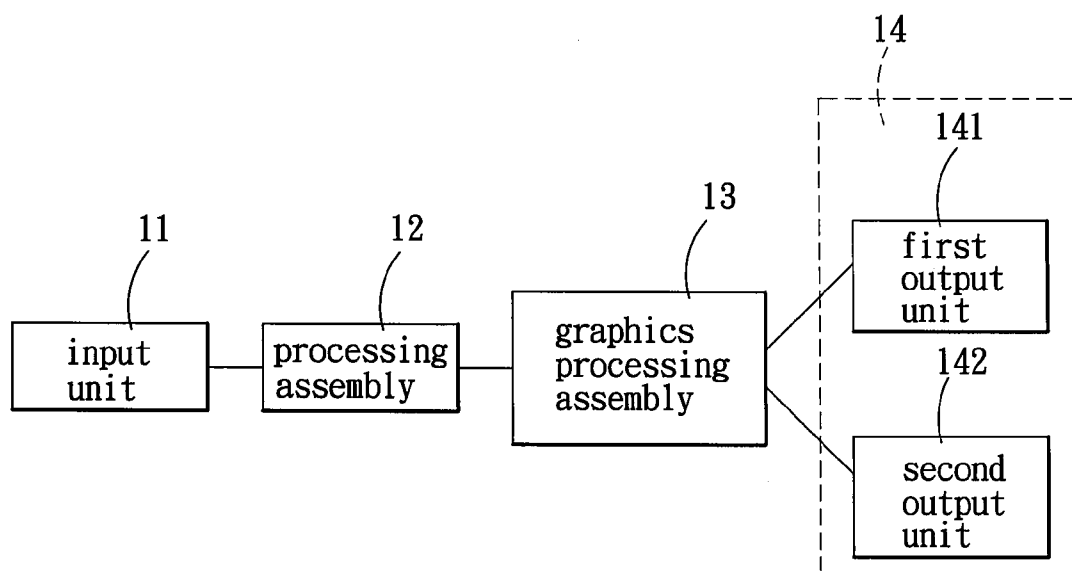 14
141
13
11
12
first
output
unit
graphics
processing
assembly
input
unit
processing
assembly
142
second
output
unit